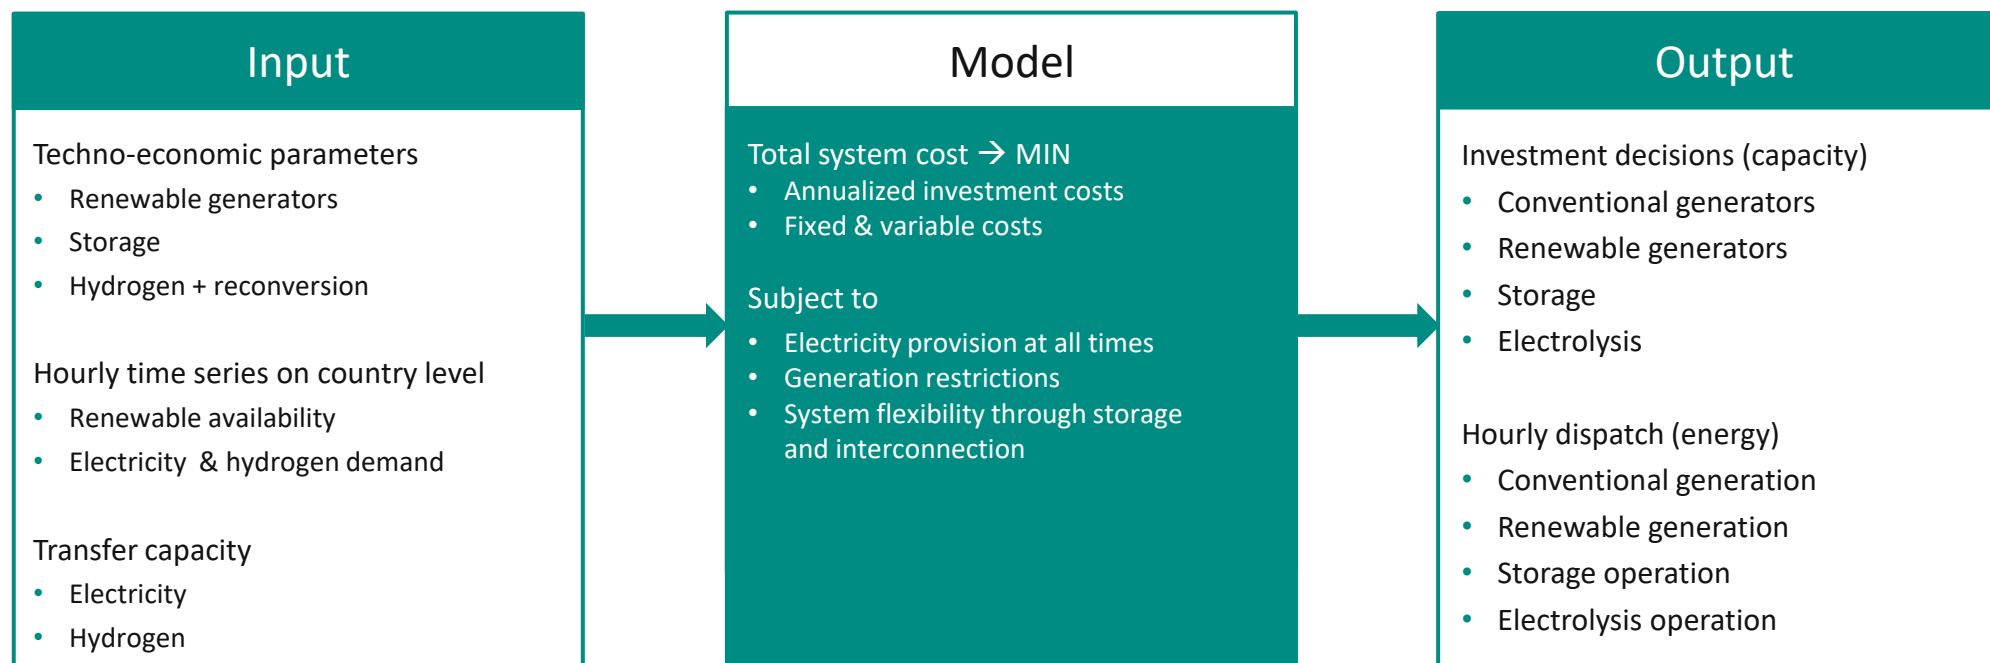 Input
Techno-economic parameters
• Renewable generators
• Storage
• Hydrogen + reconversion
Hourly time series on country level
• Renewable availability
• Electricity & hydrogen demand
Transfer capacity
• Electricity
• Hydrogen
Model
Total system cost → MIN
• Annualized investment costs
• Fixed & variable costs
Subject to
• Electricity provision at all times
• Generation restrictions
• System flexibility through storage
and interconnection
Output
Investment decisions (capacity)
• Conventional generators
• Renewable generators
• Storage
• Electrolysis
Hourly dispatch (energy)
• Conventional generation
• Renewable generation
• Storage operation
• Electrolysis operation